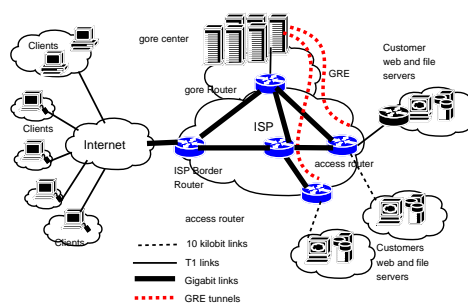 Clients
gore center
Customer
web and file
servers
GRE
gore Router
Clients
ISP
Internet
access router
ISP Border
Router
Clients
access router
10 kilobit links
T1 links
Gigabit links
GRE tunnels
Customers
web and file
servers